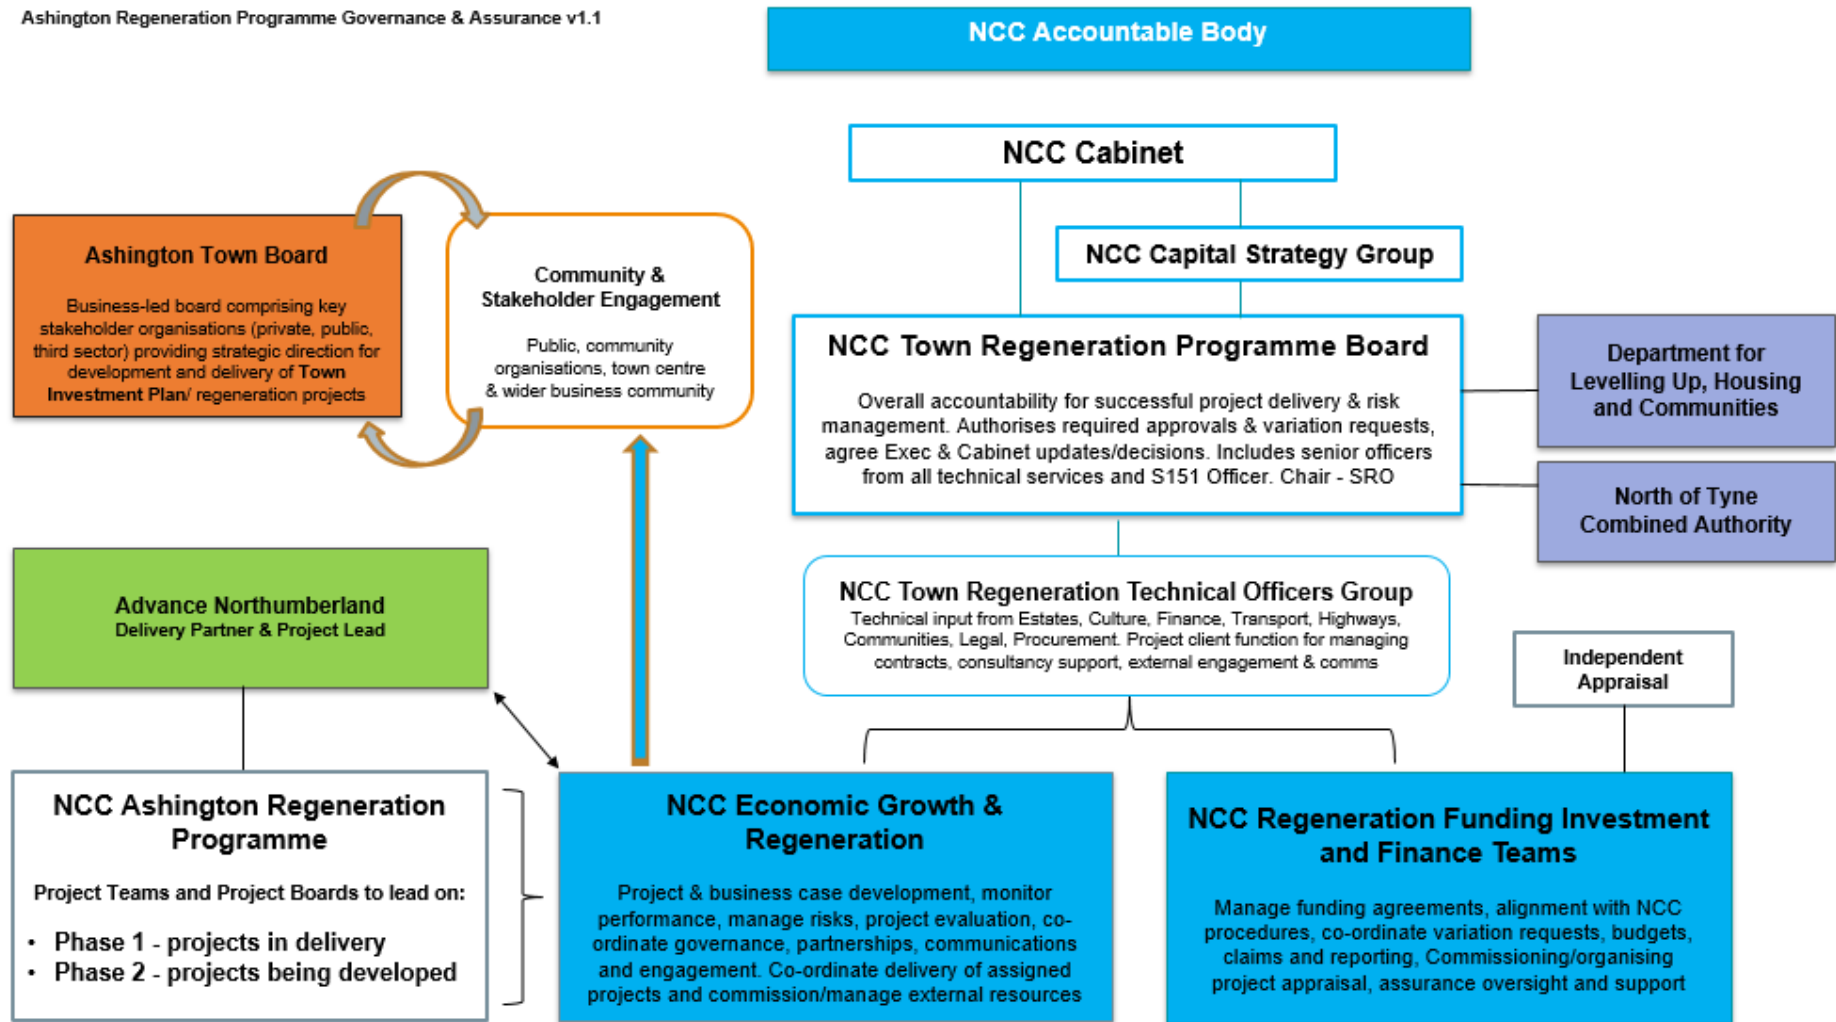 Ashington Regeneration Programme Governance & Assurance v1.1
NCC Accountable Body
NCC Cabinet
NCC Capital Strategy Group
Ashington Town Board
Business-led board comprising key
stakeholder organisations (private, public,
third sector) providing strategic direction for
development and delivery of Town
Investment Plan/ regeneration projects
Community &
Stakeholder Engagement
Public, community
organisations, town centre
& wider business community
NCC Town Regeneration Programme Board
Overall accountability for successful project delivery & risk
management. Authorises required approvals & variation requests,
agree Exec & Cabinet updates/decisions. Includes senior officers
from all technical services and S151 Officer. Chair - SRO
Department for
Levelling Up, Housing
and Communities
North of Tyne
Combined Authority
Advance Northumberland
Delivery Partner & Project Lead
NCC Town Regeneration Technical Officers Group
Technical input from Estates, Culture, Finance, Transport, Highways,
Communities, Legal, Procurement. Project client function for managing
contracts, consultancy support, external engagement & comms
Independent
Appraisal
NCC Ashington Regeneration
Programme
Project Teams and Project Boards to lead on:
• Phase 1 - projects in delivery
• Phase 2 - projects being developed
NCC Economic Growth &
Regeneration
Project & business case development, monitor
performance, manage risks, project evaluation, co-
ordinate governance, partnerships, communications
and engagement. Co-ordinate delivery of assigned
projects and commission/manage external resources
NCC Regeneration Funding Investment
and Finance Teams
Manage funding agreements, alignment with NCC
procedures, co-ordinate variation requests, budgets,
claims and reporting, Commissioning/organising
project appraisal, assurance oversight and support